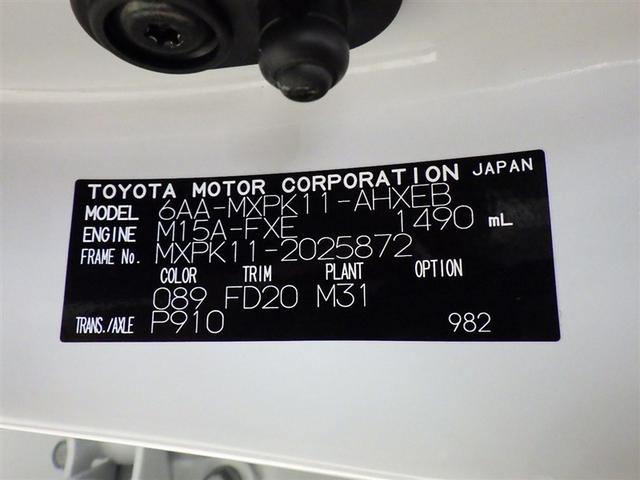 TOYOTA MOTOR CORPORATION JAPAN
MODEL 6AA-MXPK11-AHXEB
ENGINE M15A-FXE 1490 mL
FRAME No. MXPK11-2025872
COLOR TRIM PLANT OPTION
089 FD20 M31
TRANS./AXLE P910 982